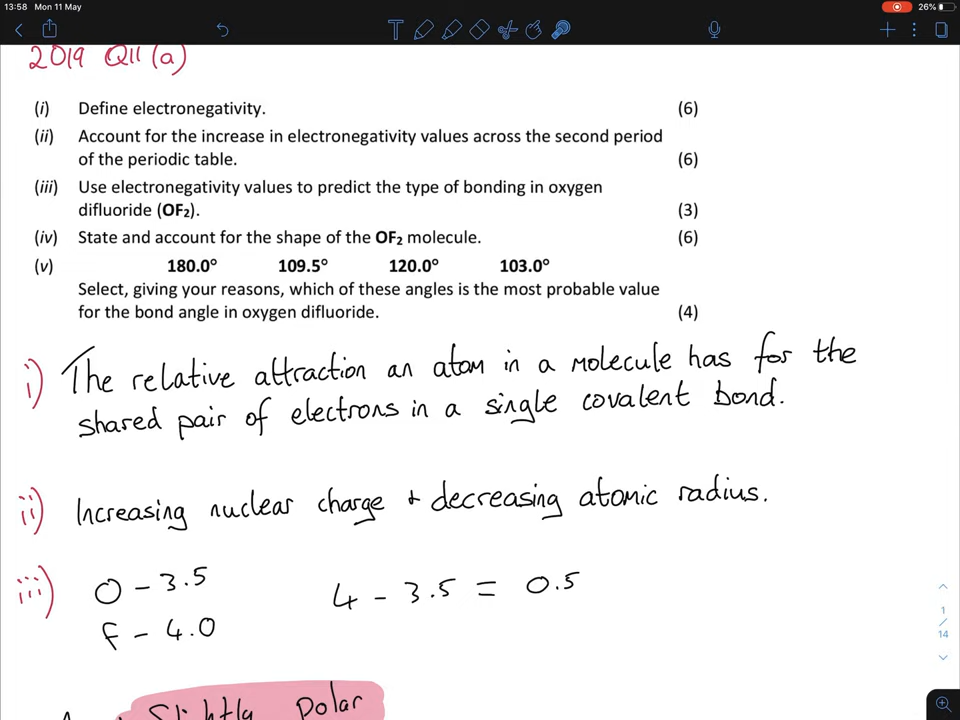 13:58 Mon 11 May
26%
2019 Q11 (a)
(i) Define electronegativity. (6)
(ii) Account for the increase in electronegativity values across the second period
of the periodic table. (6)
(iii) Use electronegativity values to predict the type of bonding in oxygen
difluoride (OF₂). (3)
(iv) State and account for the shape of the OF₂ molecule. (6)
(v) 180.0° 109.5° 120.0° 103.0°
Select, giving your reasons, which of these angles is the most probable value
for the bond angle in oxygen difluoride. (4)
i) The relative attraction an atom in a molecule has for the
shared pair of electrons in a single covalent bond.
ii) Increasing nuclear charge + decreasing atomic radius.
iii) O - 3.5 4 - 3.5 = 0.5
F - 4.0
1
/
14
Slightly Polar